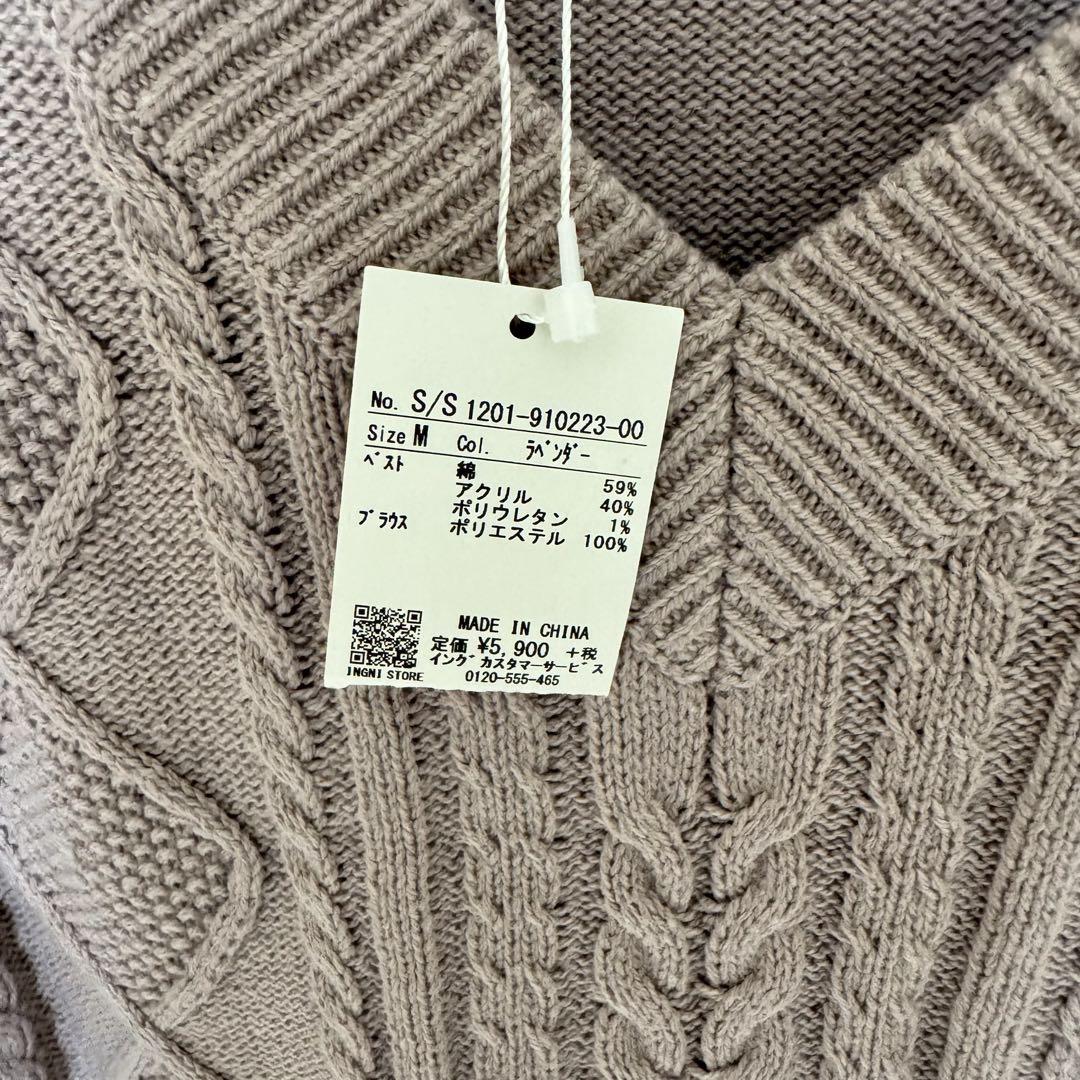 No. S/S 1201-910223-00
Size M Col. ﾗﾍﾞﾝﾀﾞｰ
ﾍﾞｽﾄ 綿 59%
アクリル 40%
ポリウレタン 1%
ﾌﾞﾗｳｽ ポリエステル 100%
MADE IN CHINA
定価 ¥5,900 +税
イングカスタマーサービス
INGNI STORE 0120-555-465